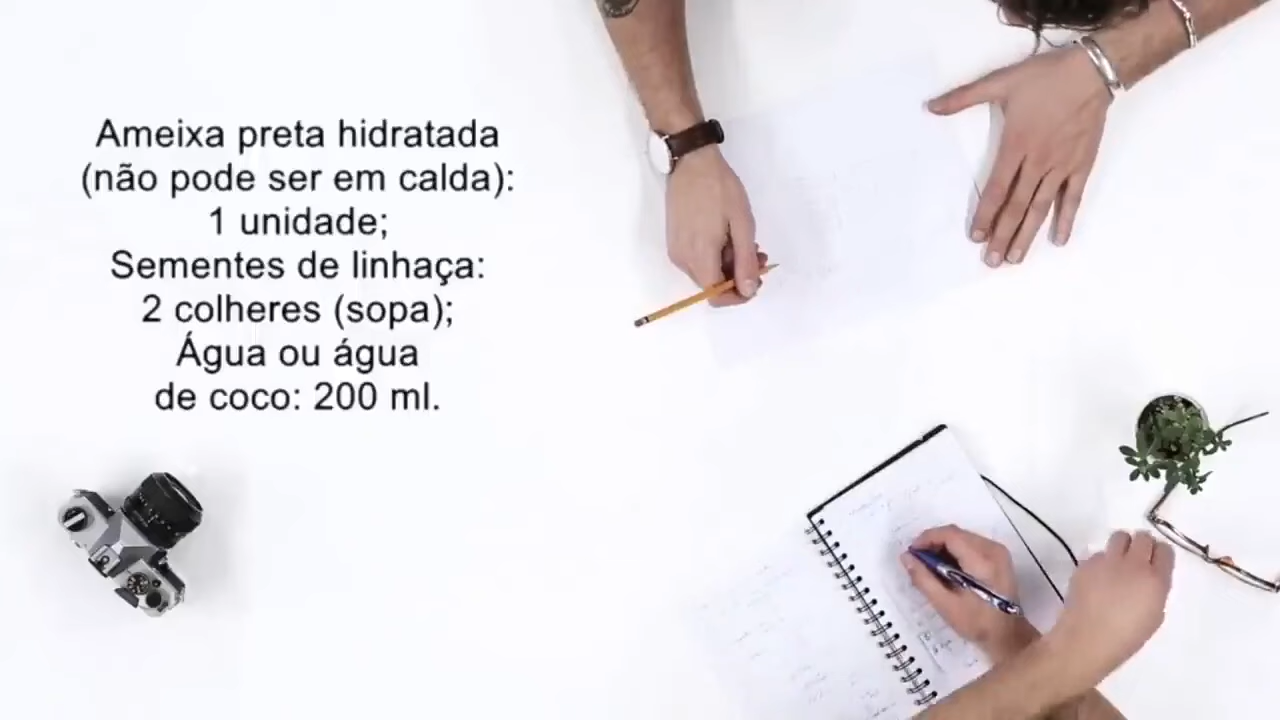 Ameixa preta hidratada
(não pode ser em calda):
1 unidade;
Sementes de linhaça:
2 colheres (sopa);
Água ou água
de coco: 200 ml.